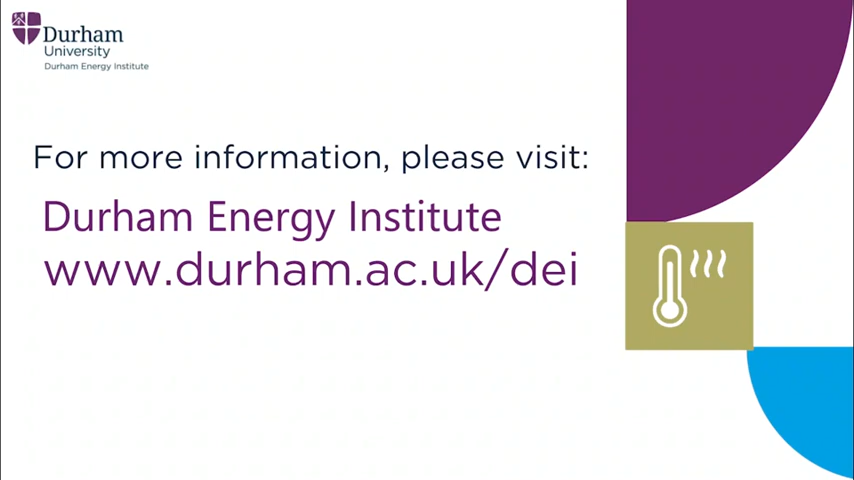 Durham
University
Durham Energy Institute
For more information, please visit:
Durham Energy Institute
www.durham.ac.uk/dei